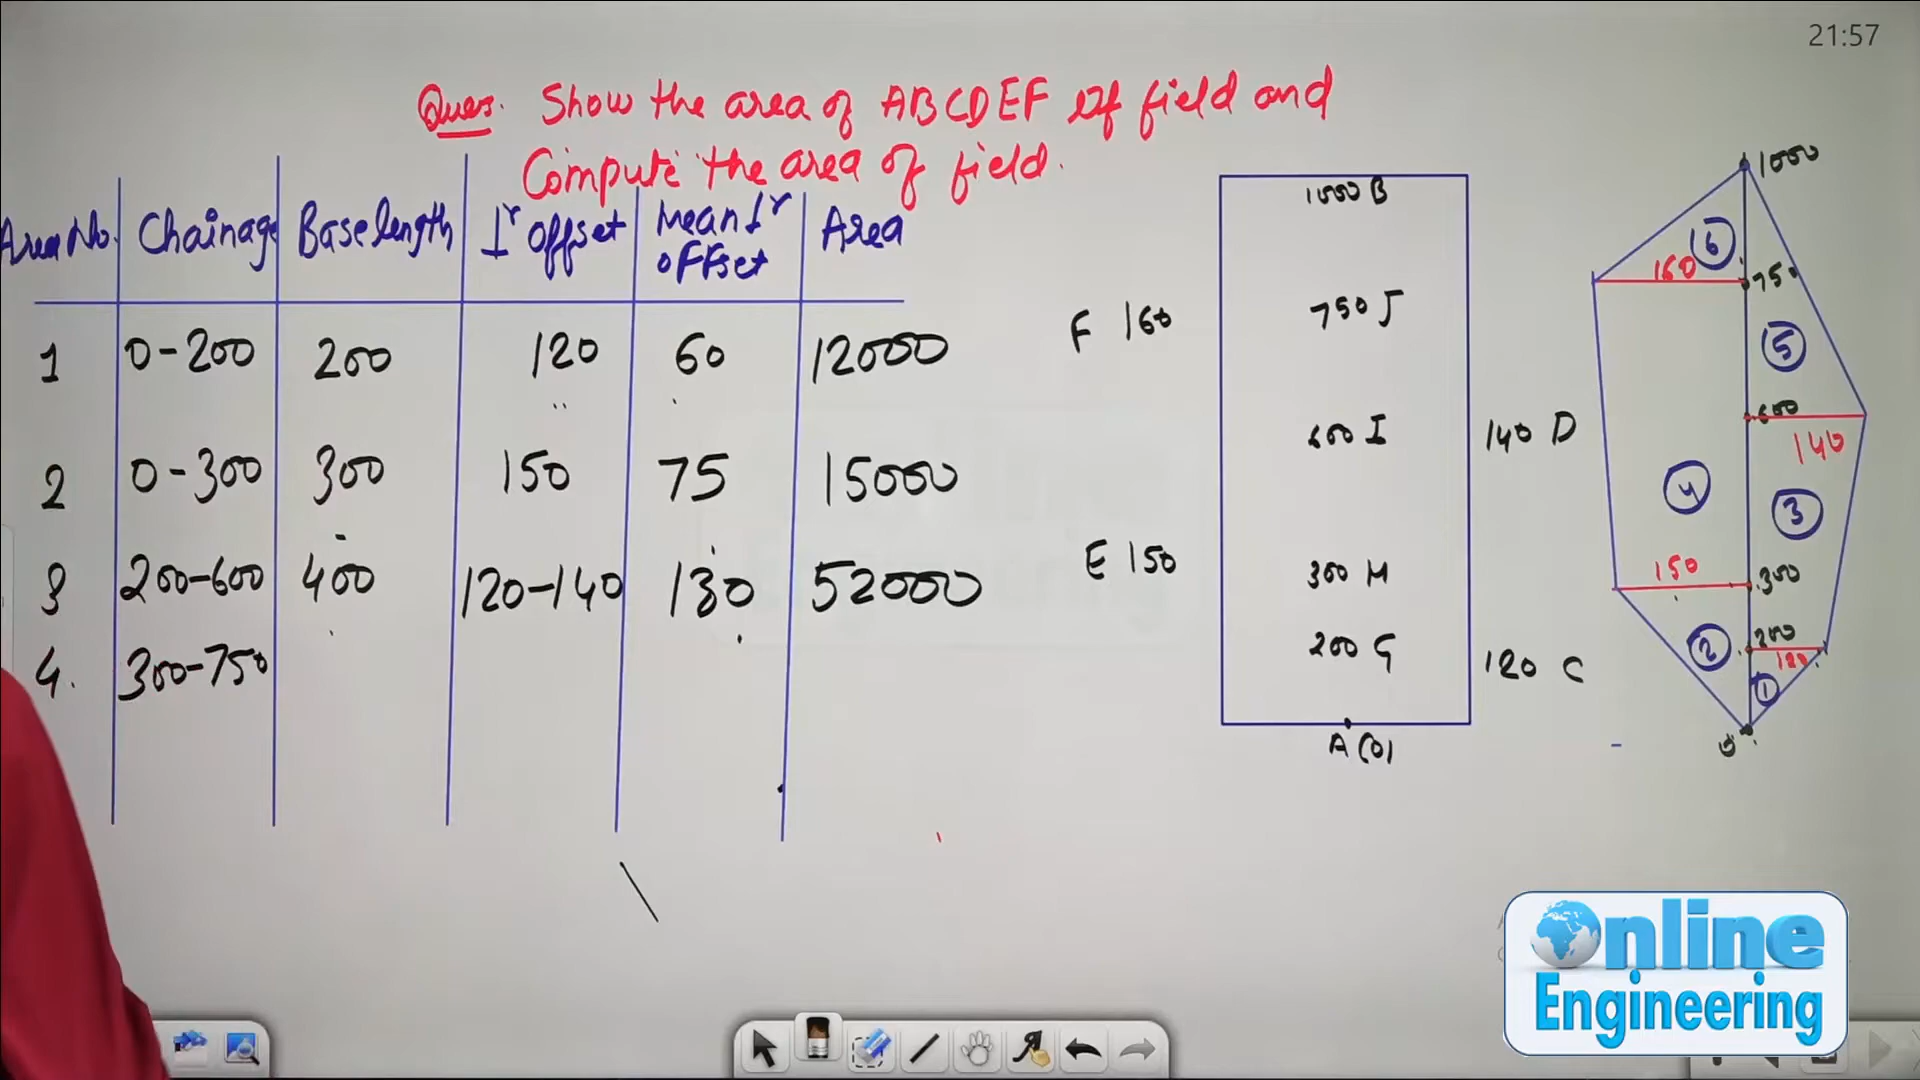 21:57
Ques. Show the area of ABCDEF of field and
Compute the area of field.
Area No. Chainage Base length ⊥r offset Mean ⊥r offset Area
1 0-200 200 120 60 12000
2 0-300 300 150 75 15000
3 200-600 400 120-140 130 52000
4. 300-750
1000 B
F 160 750 J
600 I 140 D
E 150 300 H
200 G 120 C
A (0)
1000
6
160 750
5
600
140
4 3
150 300
200
2 120
1
0
Online
Engineering